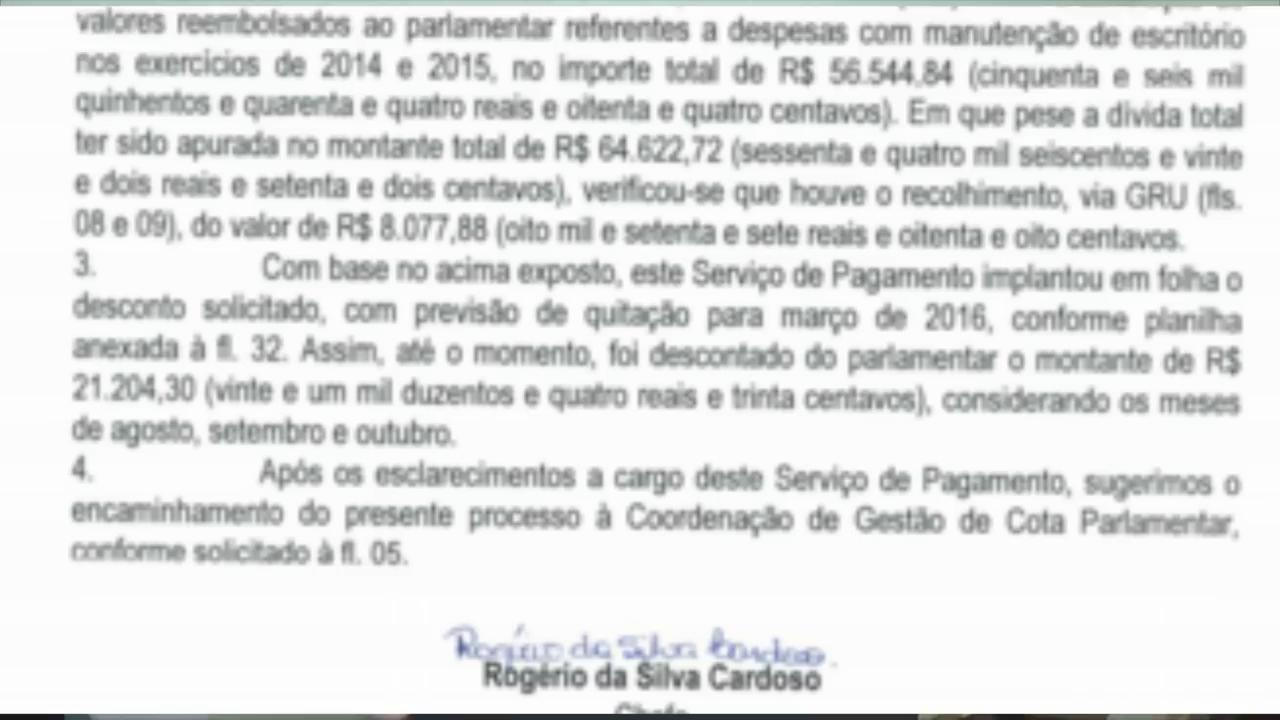 valores reembolsados ao parlamentar referentes a despesas com manutenção de escritório
nos exercícios de 2014 e 2015, no importe total de R$ 56.544,84 (cinquenta e seis mil
quinhentos e quarenta e quatro reais e oitenta e quatro centavos). Em que pese a dívida total
ter sido apurada no montante total de R$ 64.622,72 (sessenta e quatro mil seiscentos e vinte
e dois reais e setenta e dois centavos), verificou-se que houve o recolhimento, via GRU (fls.
08 e 09), do valor de R$ 8.077,88 (oito mil e setenta e sete reais e oitenta e oito centavos.
3. Com base no acima exposto, este Serviço de Pagamento implantou em folha o
desconto solicitado, com previsão de quitação para março de 2016, conforme planilha
anexada à fl. 32. Assim, até o momento, foi descontado do parlamentar o montante de R$
21.204,30 (vinte e um mil duzentos e quatro reais e trinta centavos), considerando os meses
de agosto, setembro e outubro.
4. Após os esclarecimentos a cargo deste Serviço de Pagamento, sugerimos o
encaminhamento do presente processo à Coordenação de Gestão de Cota Parlamentar,
conforme solicitado à fl. 05.
Rogério da Silva Cardoso.
Rogério da Silva Cardoso